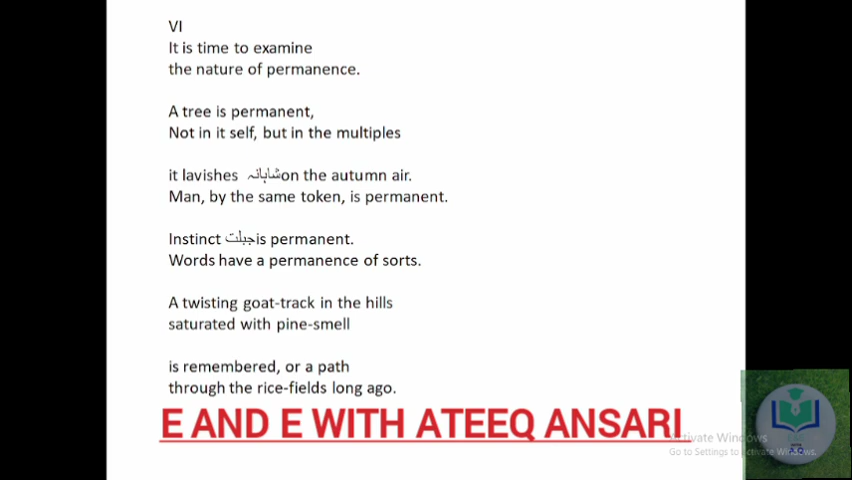 VI
It is time to examine
the nature of permanence.
A tree is permanent,
Not in it self, but in the multiples
it lavishes شاہانہ on the autumn air.
Man, by the same token, is permanent.
Instinct جبلت is permanent.
Words have a permanence of sorts.
A twisting goat-track in the hills
saturated with pine-smell
is remembered, or a path
through the rice-fields long ago.
E AND E WITH ATEEQ ANSARI
Activate Windows
Go to Settings to Activate Windows.